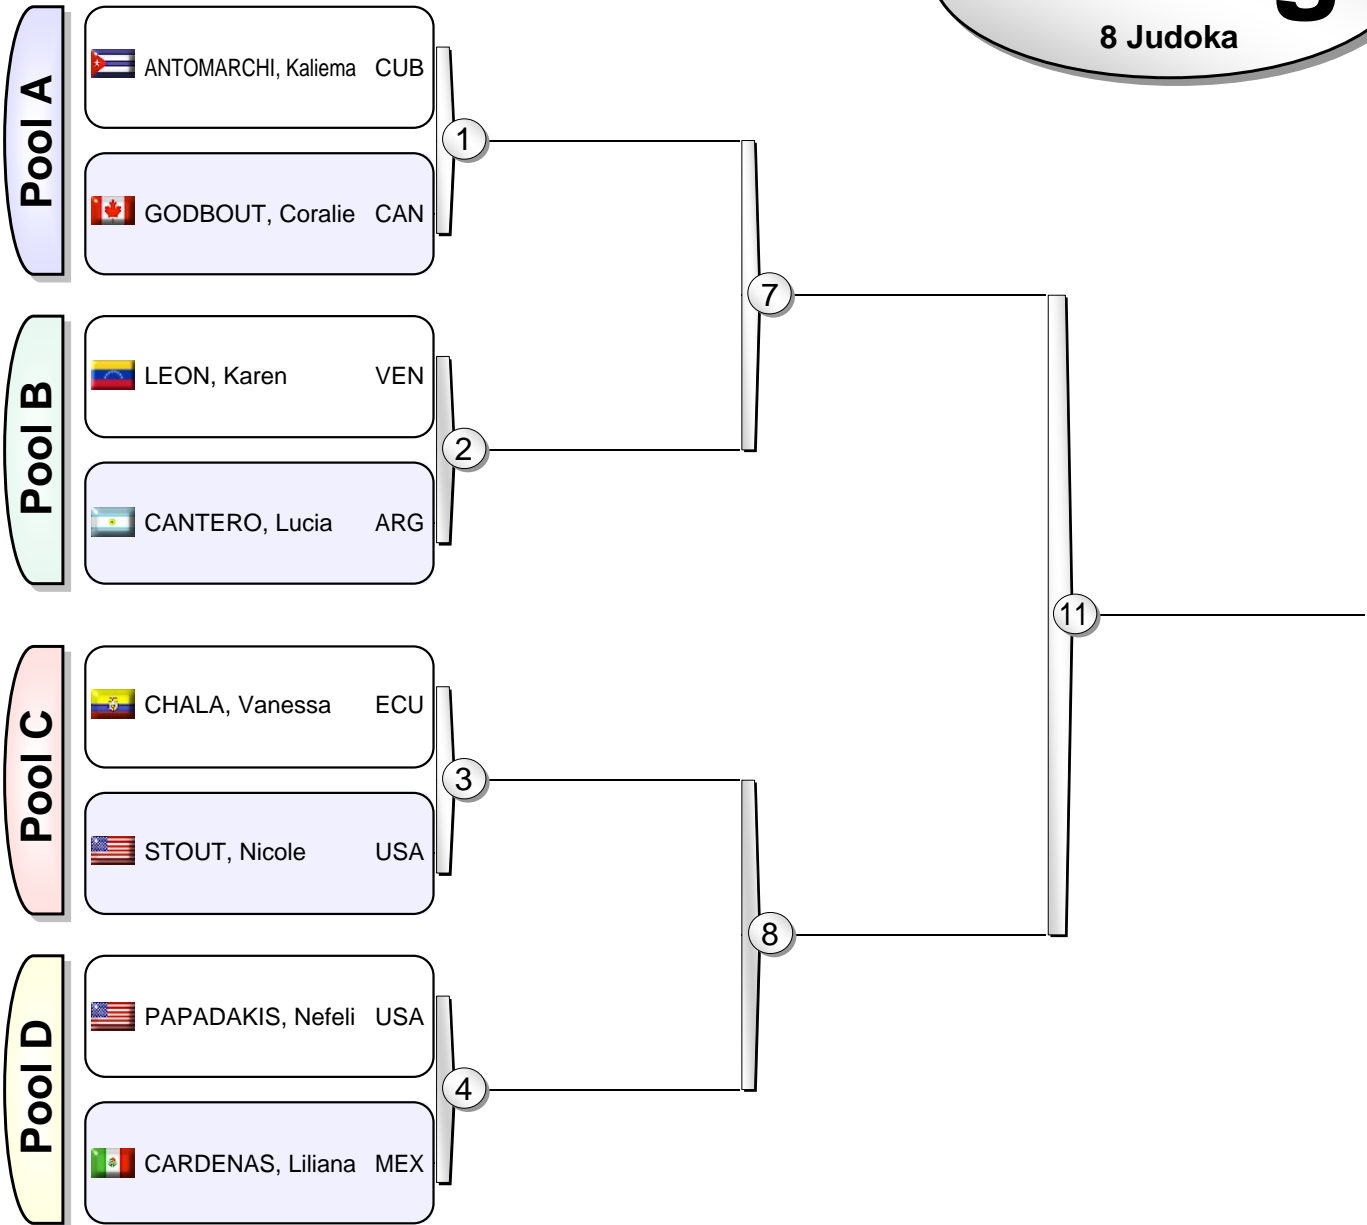 8 Judoka
Pool A
ANTOMARCHI, Kaliema CUB
1
GODBOUT, Coralie CAN
7
Pool B
LEON, Karen VEN
2
CANTERO, Lucia ARG
11
Pool C
CHALA, Vanessa ECU
3
STOUT, Nicole USA
8
Pool D
PAPADAKIS, Nefeli USA
4
CARDENAS, Liliana MEX